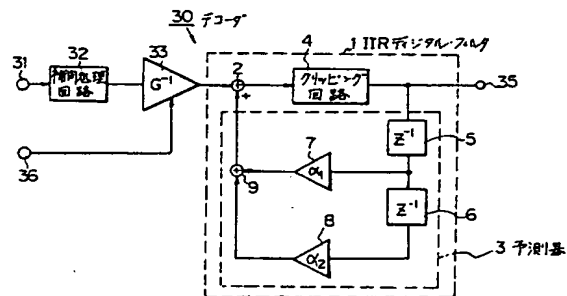 30 デコーダ
1 IIRディジタル・フィルタ
31
32
補間処理
回路
33
G⁻¹
2
+
+
4
クリッピング
回路
35
36
Z⁻¹
5
7
α₁
9
+
Z⁻¹
6
8
α₂
3 予測器